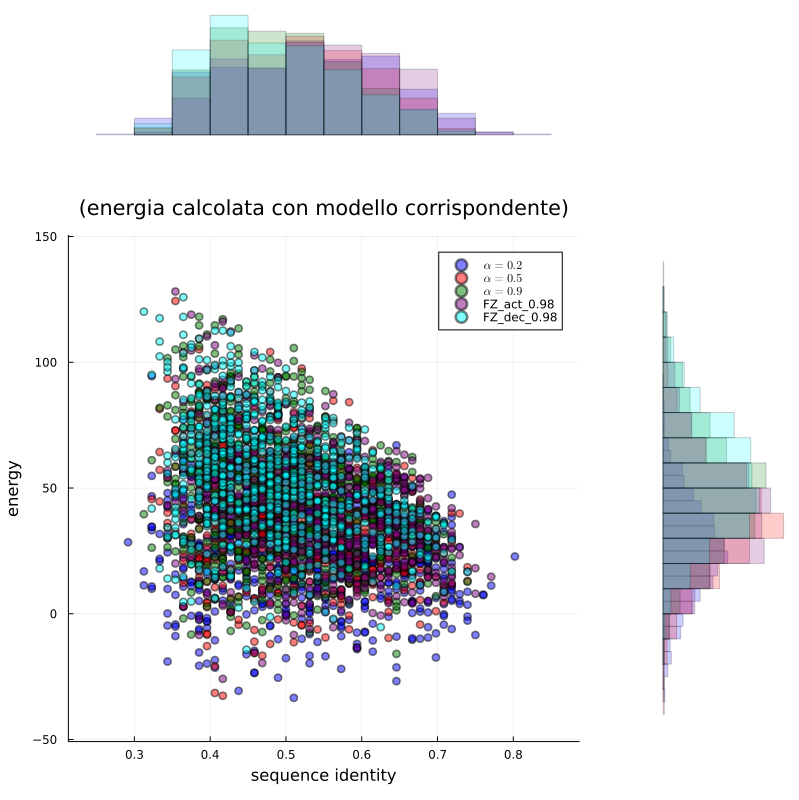 (energia calcolata con modello corrispondente)
150
100
50
0
−50
energy
α = 0.2
α = 0.5
α = 0.9
FZ_act_0.98
FZ_dec_0.98
0.3 0.4 0.5 0.6 0.7 0.8
sequence identity